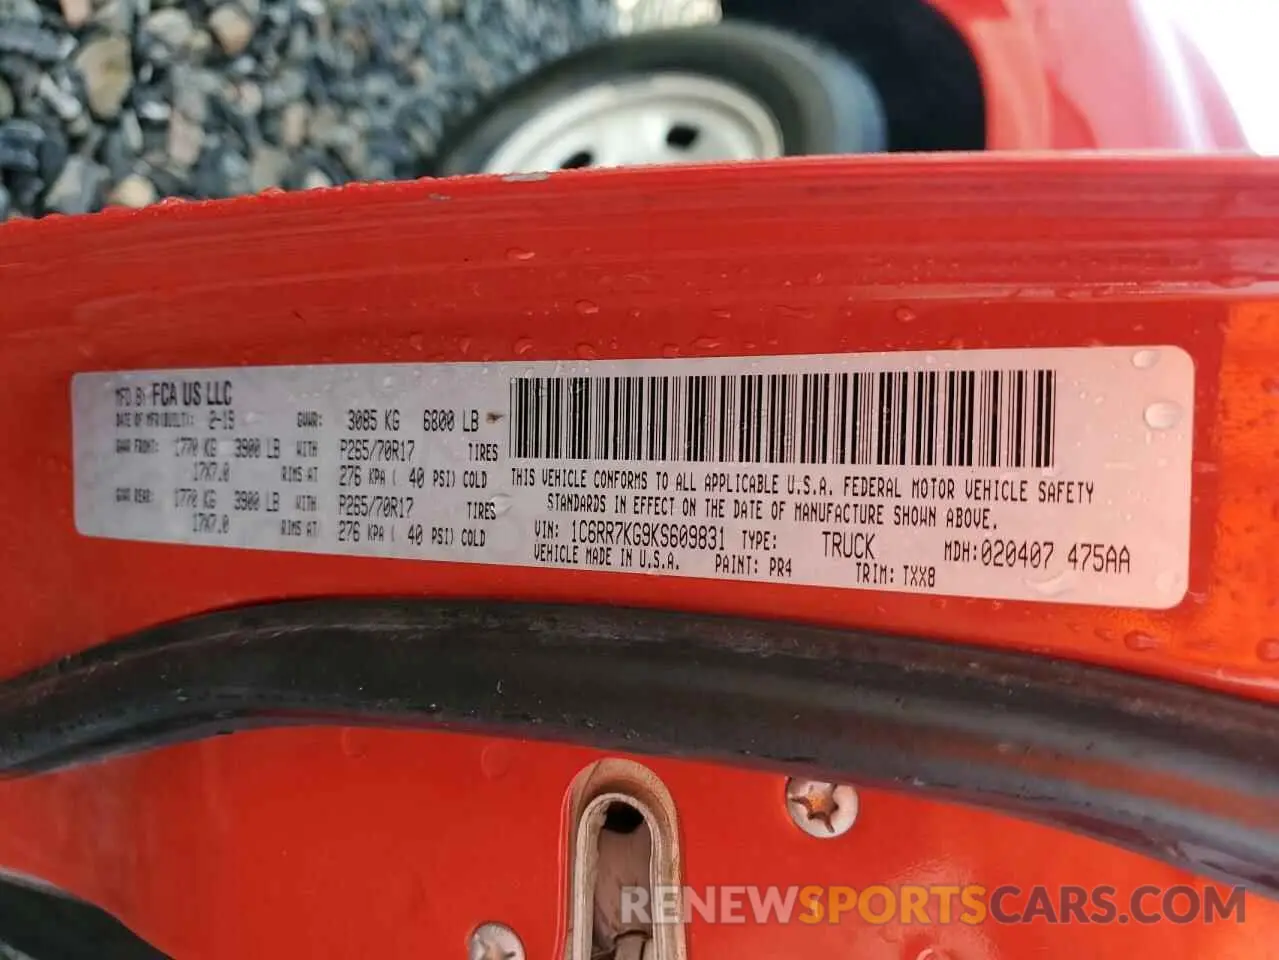 MFD BY FCA US LLC
DATE OF MFR(BUILT): 2-19 GVWR: 3085 KG 6800 LB
GAWR FRONT: 1770 KG 3900 LB WITH P265/70R17 TIRES
17X7.0 RIMS AT 276 KPA ( 40 PSI) COLD
GAWR REAR: 1770 KG 3900 LB WITH P265/70R17 TIRES
17X7.0 RIMS AT 276 KPA ( 40 PSI) COLD
THIS VEHICLE CONFORMS TO ALL APPLICABLE U.S.A. FEDERAL MOTOR VEHICLE SAFETY
STANDARDS IN EFFECT ON THE DATE OF MANUFACTURE SHOWN ABOVE.
VIN: 1C6RR7KG9KS609831 TYPE: TRUCK MDH:020407 475AA
VEHICLE MADE IN U.S.A. PAINT: PR4 TRIM: TXX8
RENEWSPORTSCARS.COM